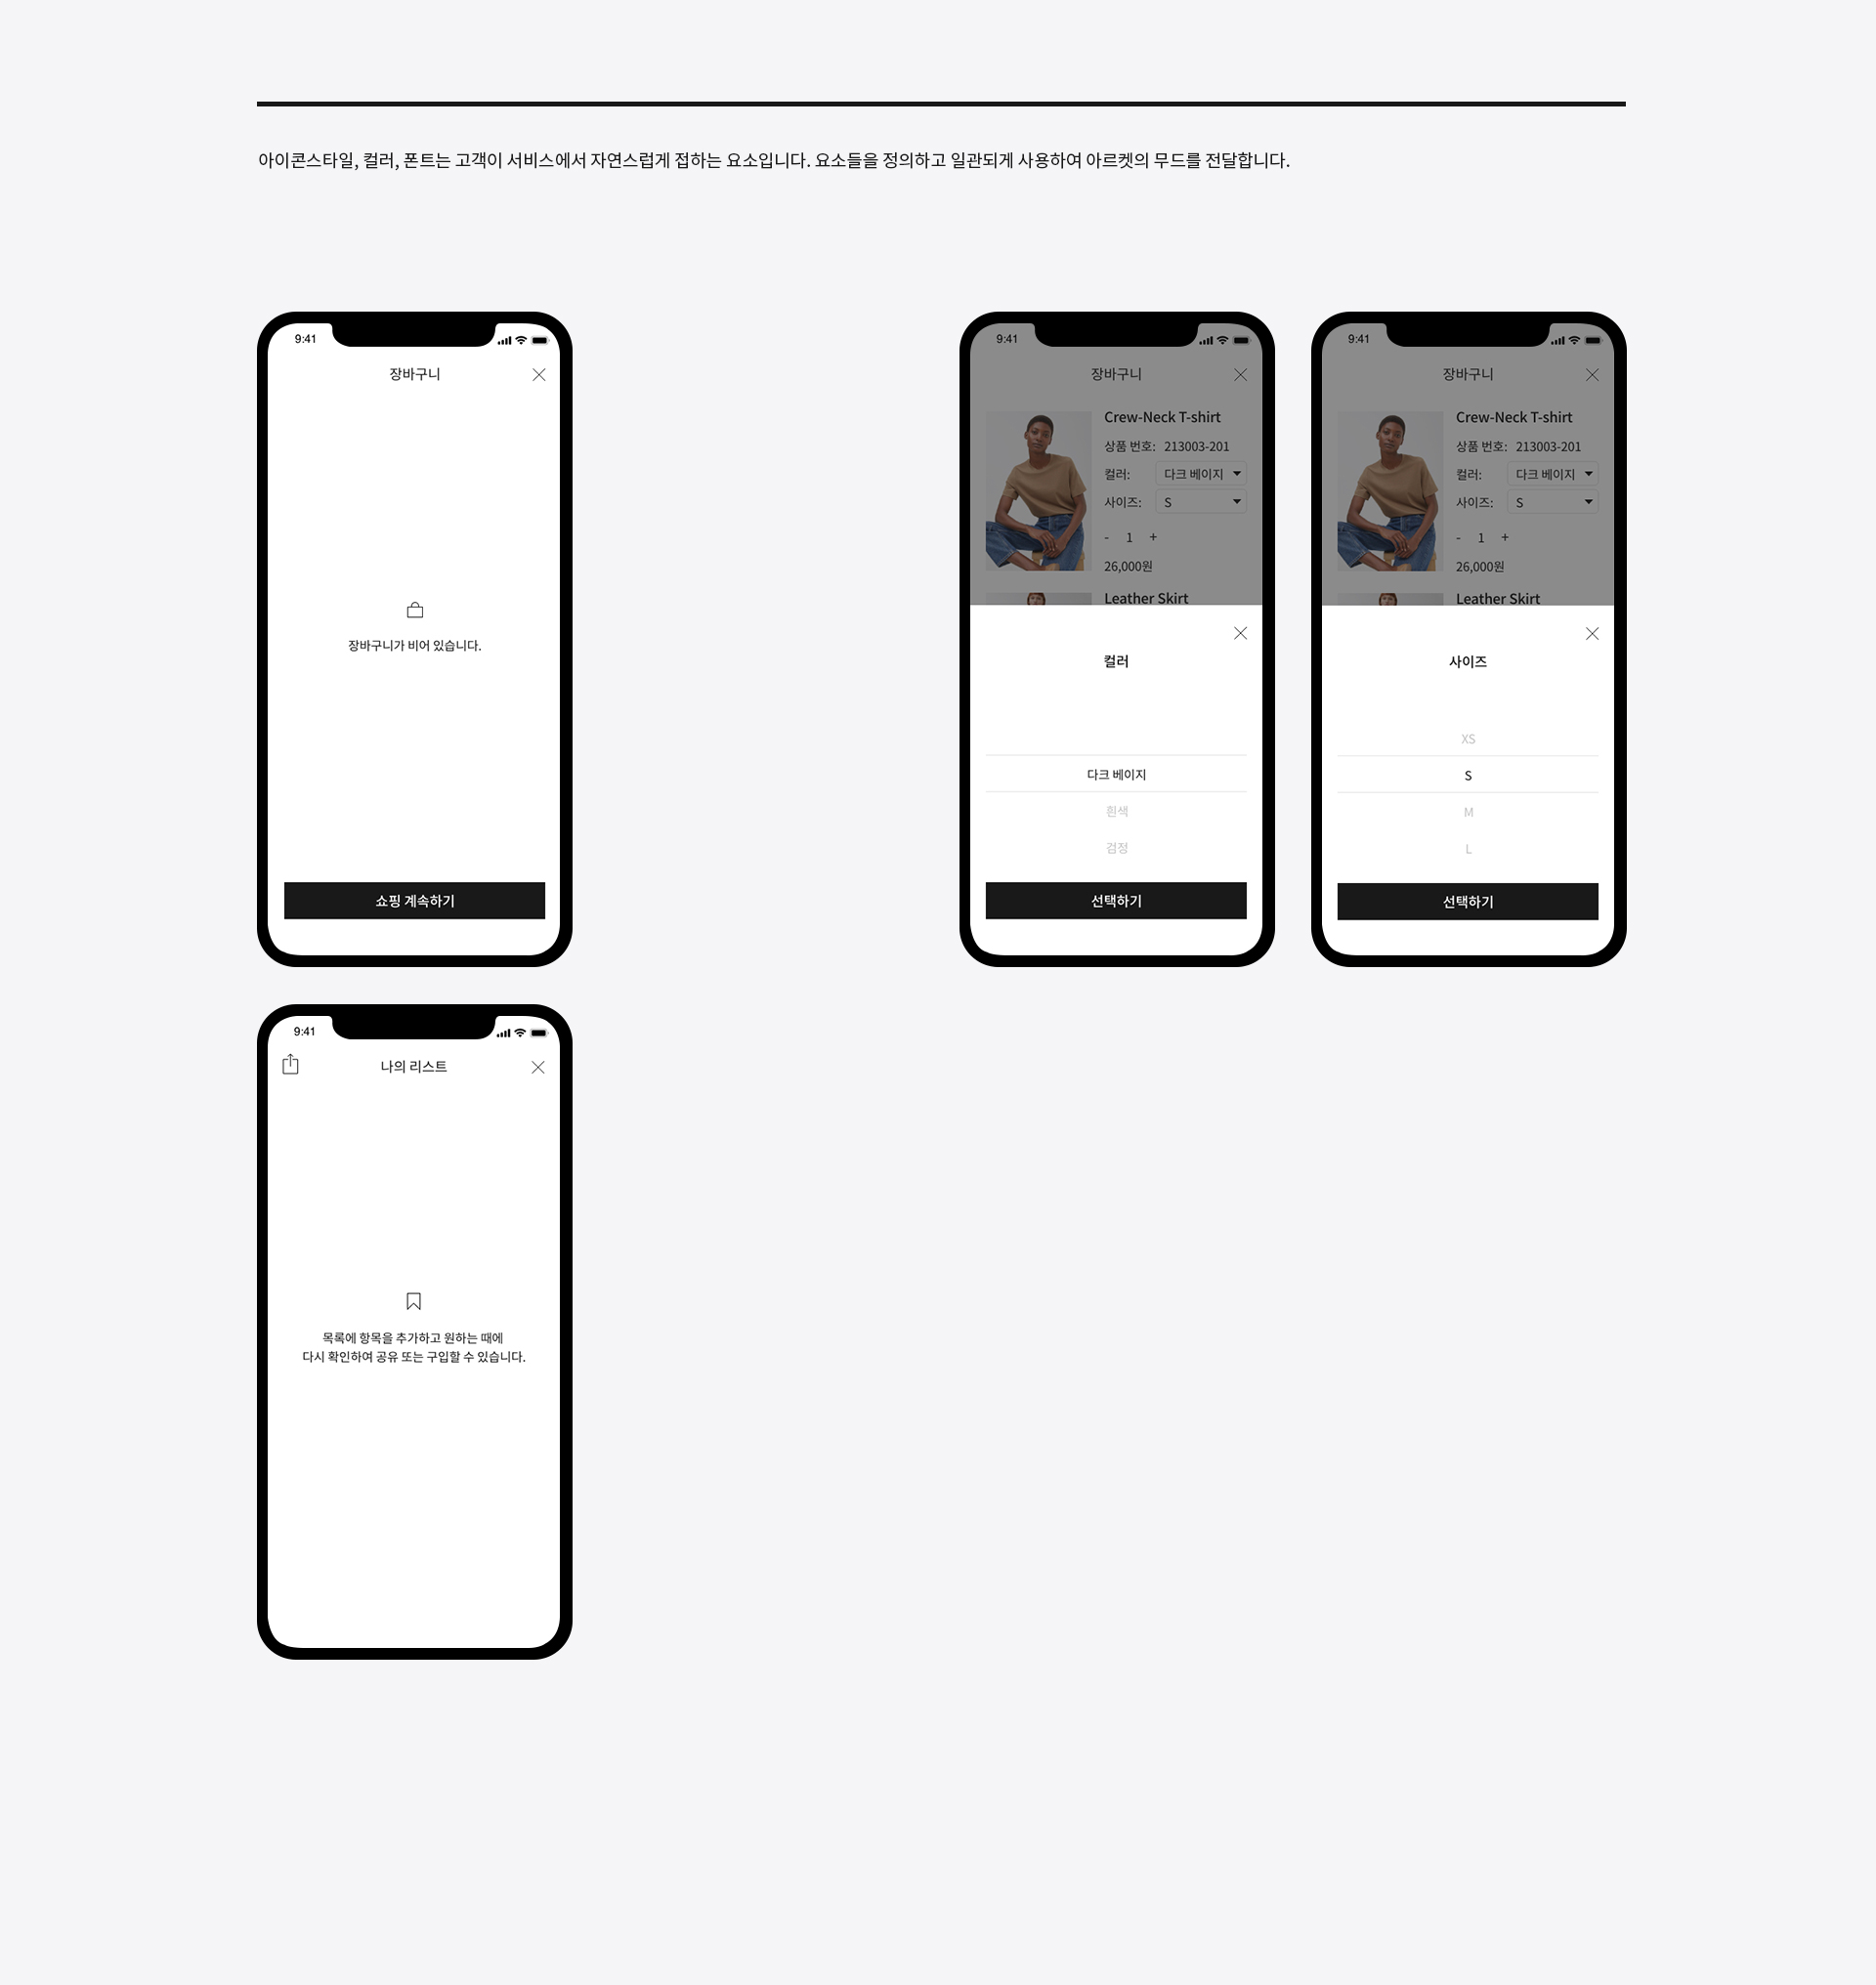 아이콘스타일, 컬러, 폰트는 고객이 서비스에서 자연스럽게 접하는 요소입니다. 요소들을 정의하고 일관되게 사용하여 아르켓의 무드를 전달합니다.
9:41
장바구니
장바구니가 비어 있습니다.
쇼핑 계속하기
9:41
장바구니
Crew-Neck T-shirt
상품 번호: 213003-201
컬러: 다크 베이지
사이즈: S
- 1 +
26,000원
Leather Skirt
컬러
다크 베이지
흰색
검정
선택하기
9:41
장바구니
Crew-Neck T-shirt
상품 번호: 213003-201
컬러: 다크 베이지
사이즈: S
- 1 +
26,000원
Leather Skirt
사이즈
XS
S
M
L
선택하기
9:41
나의 리스트
목록에 항목을 추가하고 원하는 때에
다시 확인하여 공유 또는 구입할 수 있습니다.